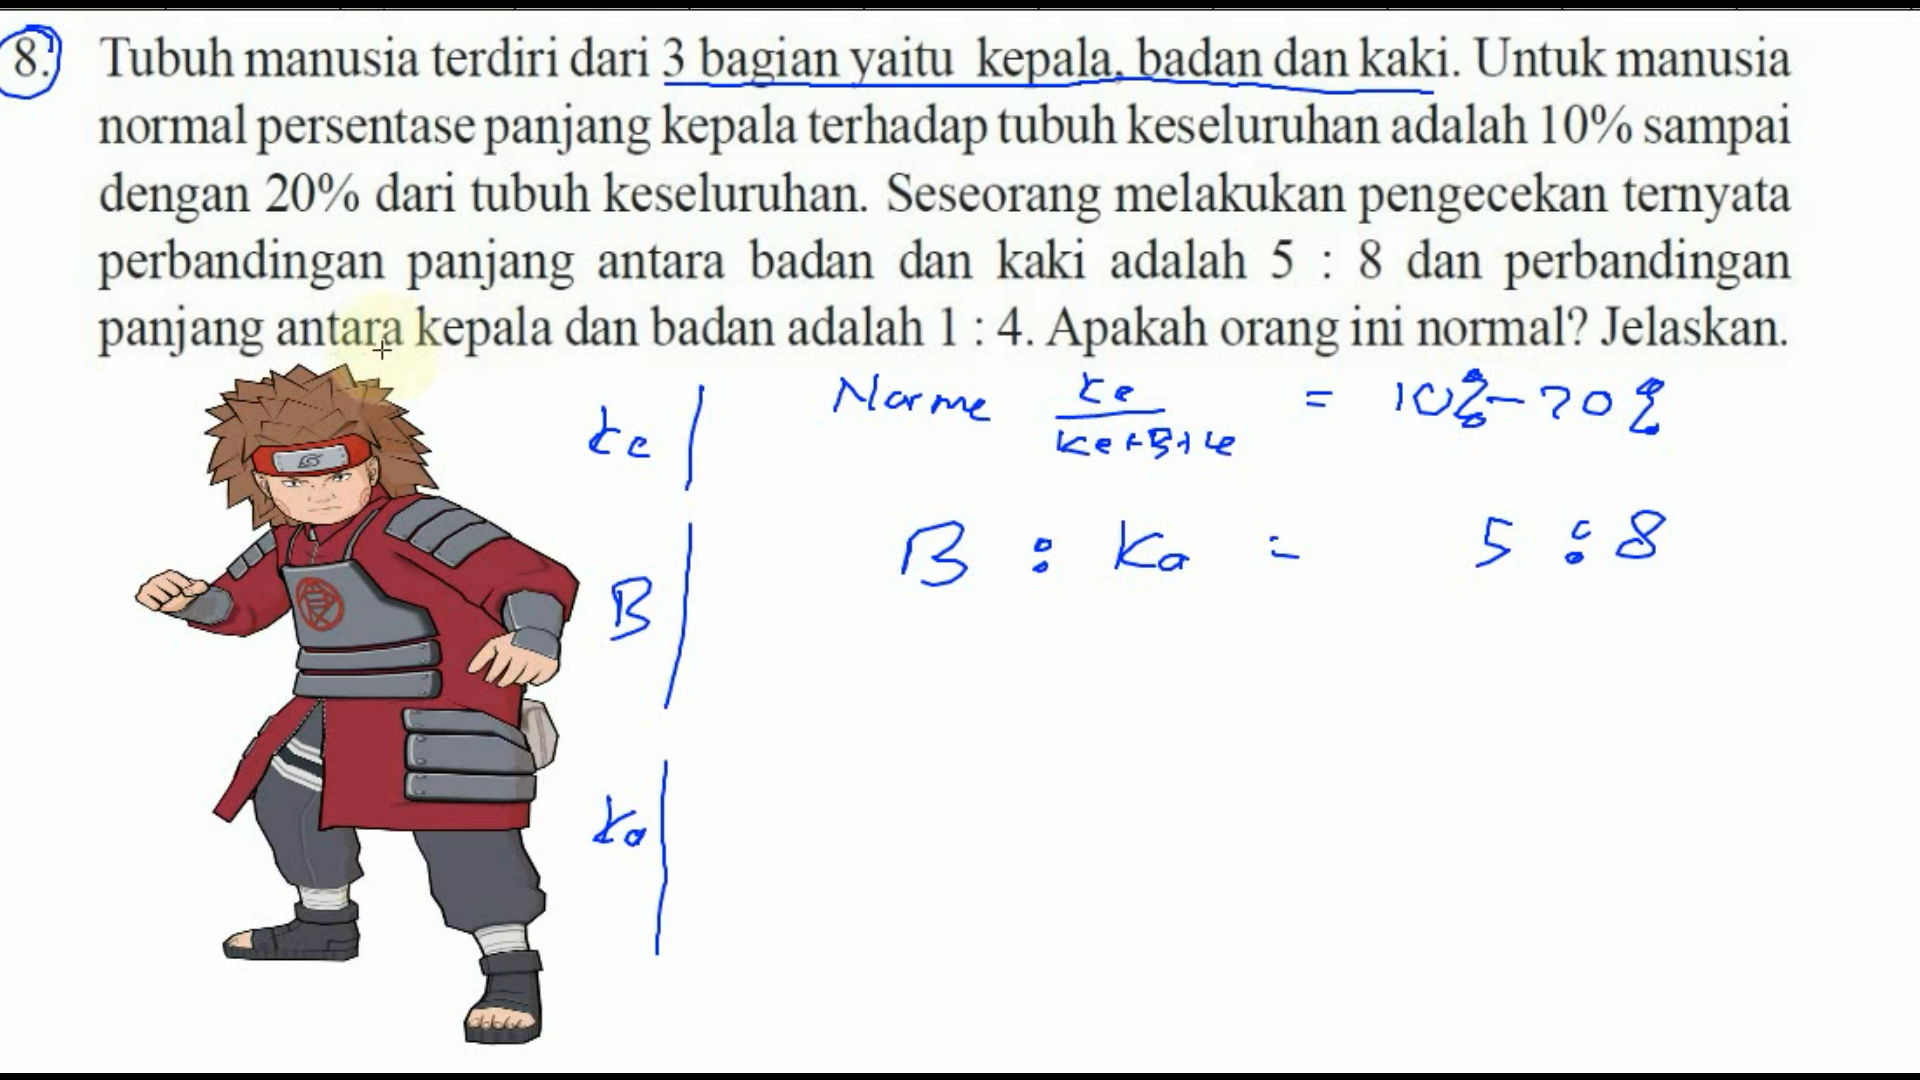 8. Tubuh manusia terdiri dari 3 bagian yaitu kepala, badan dan kaki. Untuk manusia
normal persentase panjang kepala terhadap tubuh keseluruhan adalah 10% sampai
dengan 20% dari tubuh keseluruhan. Seseorang melakukan pengecekan ternyata
perbandingan panjang antara badan dan kaki adalah 5 : 8 dan perbandingan
panjang antara kepala dan badan adalah 1 : 4. Apakah orang ini normal? Jelaskan.
Ke
= 10% - 20%
Ke
B : Ka = 5 : 8
B
Ka